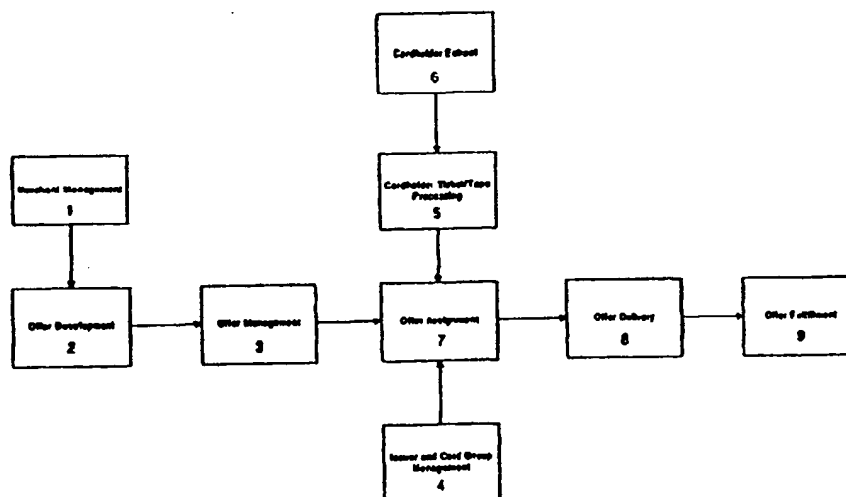 Cardholder Extract
6
Merchant Management
1
Cardholder Ticket/Tape
Processing
5
Offer Development
2
Offer Management
3
Offer Assignment
7
Offer Delivery
8
Offer Fulfillment
9
Issuer and Card Group
Management
4